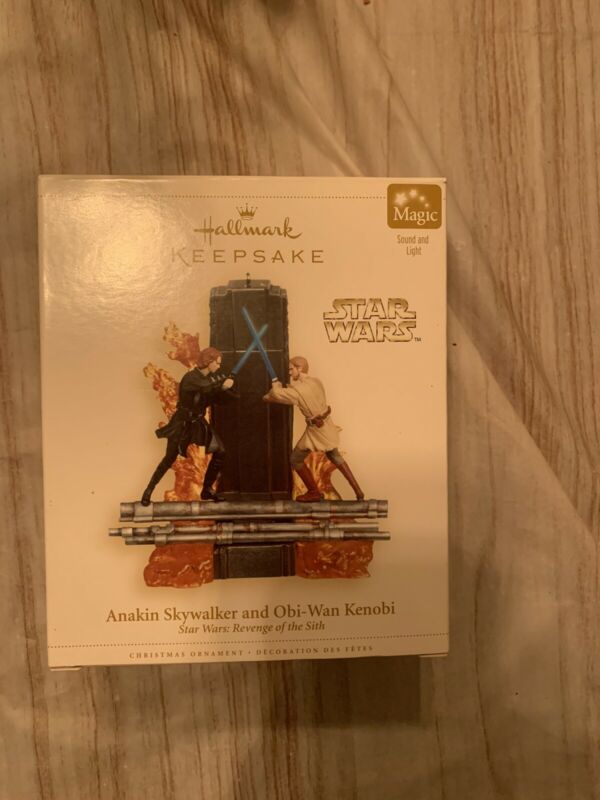 Hallmark
KEEPSAKE
Magic
Sound and
Light
STAR
WARS™
Anakin Skywalker and Obi-Wan Kenobi
Star Wars: Revenge of the Sith
CHRISTMAS ORNAMENT • DÉCORATION DES FÊTES